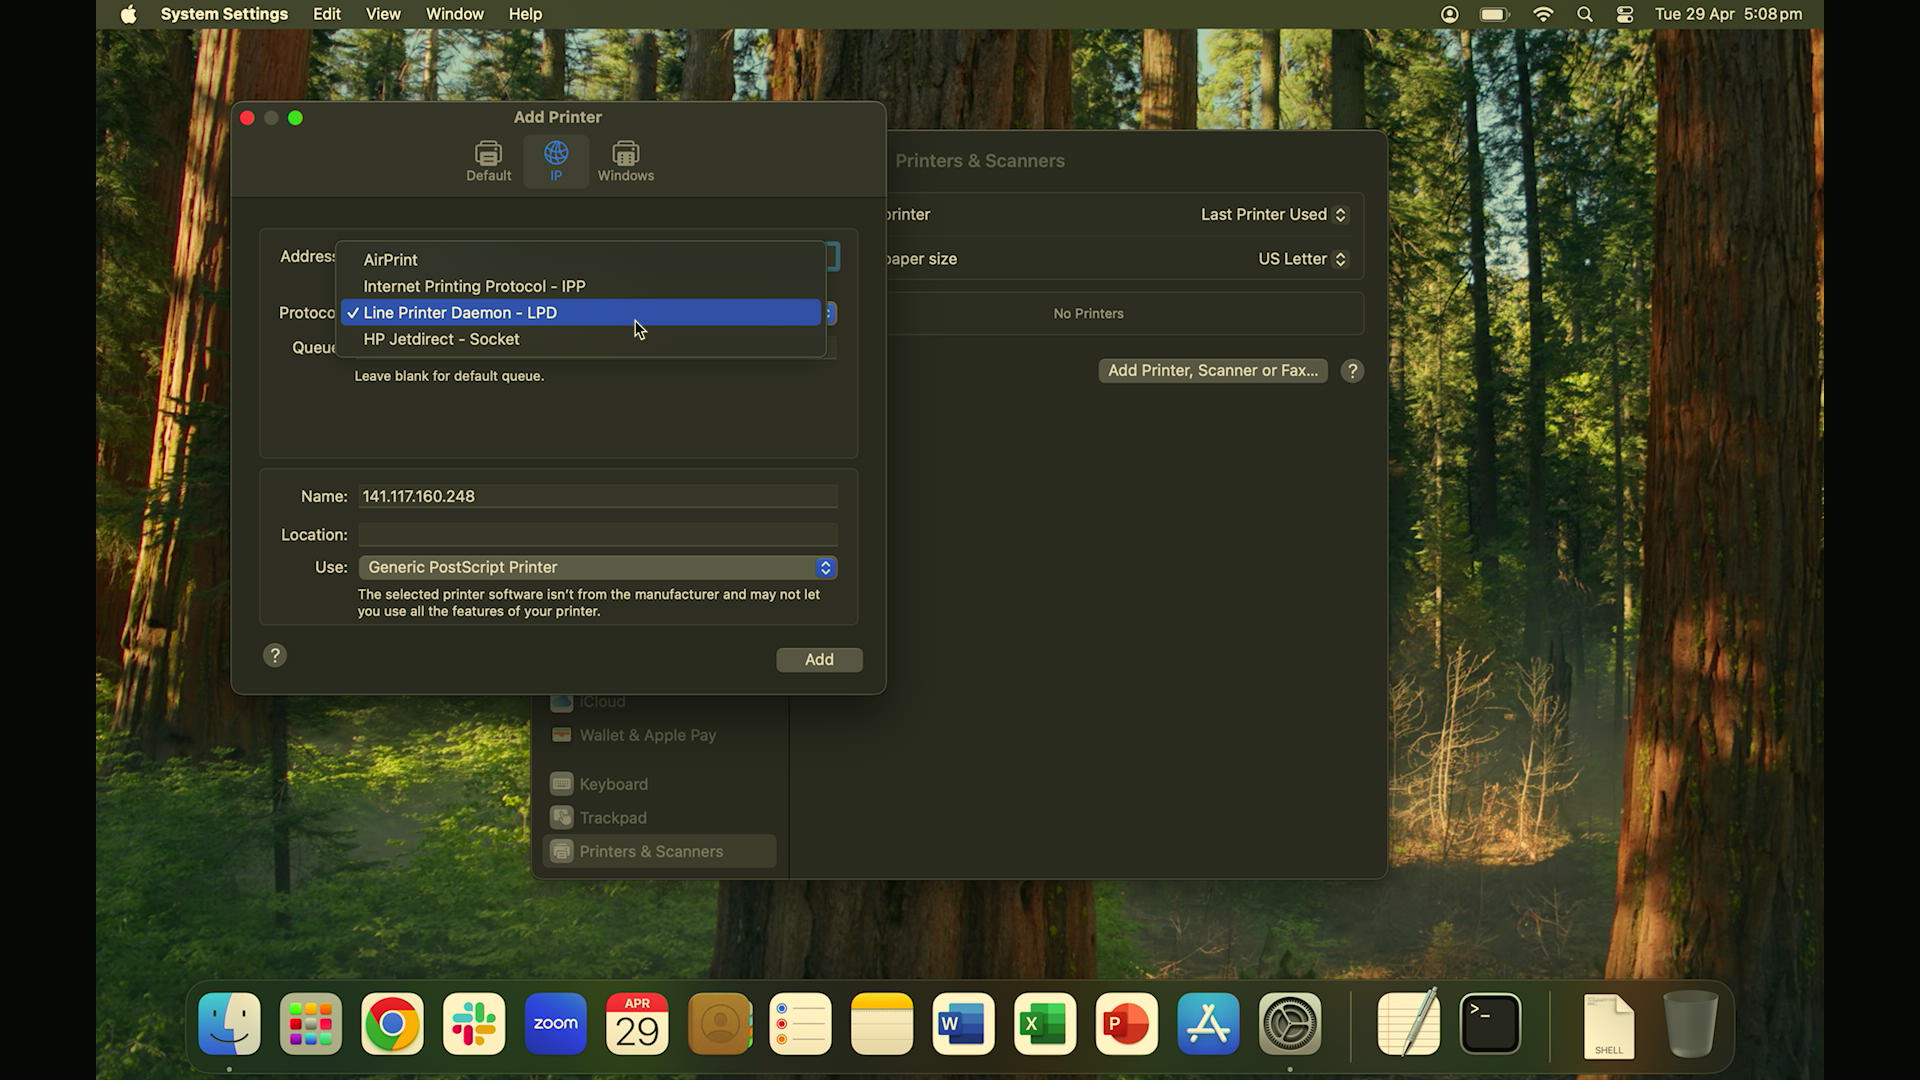 System Settings Edit View Window Help Tue 29 Apr 5:08 pm
Add Printer
Default IP Windows
Address
AirPrint
Internet Printing Protocol - IPP
Protoco
✓ Line Printer Daemon - LPD
HP Jetdirect - Socket
Queue
Leave blank for default queue.
Name: 141.117.160.248
Location:
Use: Generic PostScript Printer
The selected printer software isn't from the manufacturer and may not let
you use all the features of your printer.
? Add
Printers & Scanners
printer Last Printer Used
paper size US Letter
No Printers
Add Printer, Scanner or Fax... ?
iCloud
Wallet & Apple Pay
Keyboard
Trackpad
Printers & Scanners
zoom
APR
29
W
X
P
>_
SHELL